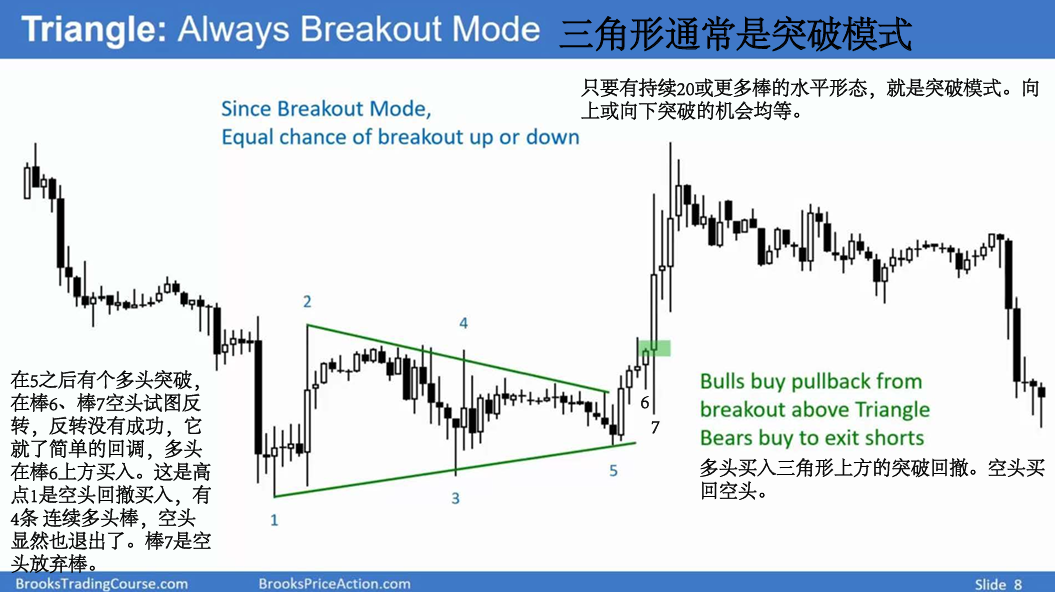 Triangle: Always Breakout Mode 三角形通常是突破模式
只要有持续20或更多棒的水平形态，就是突破模式。向
上或向下突破的机会均等。
Since Breakout Mode,
Equal chance of breakout up or down
2
4
在5之后有个多头突破，
在棒6、棒7空头试图反
转，反转没有成功，它
就了简单的回调，多头
在棒6上方买入。这是高
点1是空头回撤买入，有
4条 连续多头棒，空头
显然也退出了。棒7是空
头放弃棒。
6
7
5
3
1
Bulls buy pullback from
breakout above Triangle
Bears buy to exit shorts
多头买入三角形上方的突破回撤。空头买
回空头。
BrooksTradingCourse.com
BrooksPriceAction.com
Slide 8